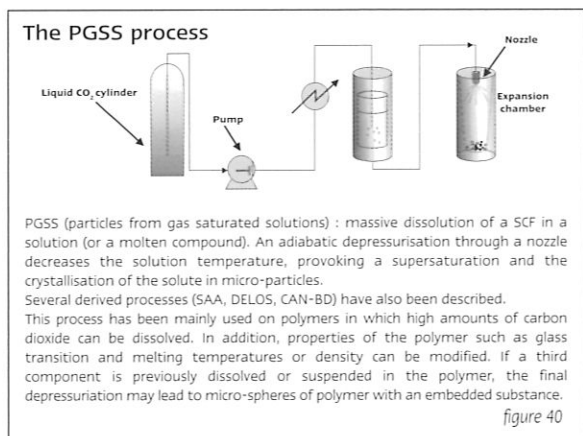 The PGSS process
Nozzle
Liquid CO2 cylinder
Expansion
chamber
Pump
PGSS (particles from gas saturated solutions) : massive dissolution of a SCF in a
solution (or a molten compound). An adiabatic depressurisation through a nozzle
decreases the solution temperature, provoking a supersaturation and the
crystallisation of the solute in micro-particles.
Several derived processes (SAA, DELOS, CAN-BD) have also been described.
This process has been mainly used on polymers in which high amounts of carbon
dioxide can be dissolved. In addition, properties of the polymer such as glass
transition and melting temperatures or density can be modified. If a third
component is previously dissolved or suspended in the polymer, the final
depressuriation may lead to micro-spheres of polymer with an embedded substance.
figure 40